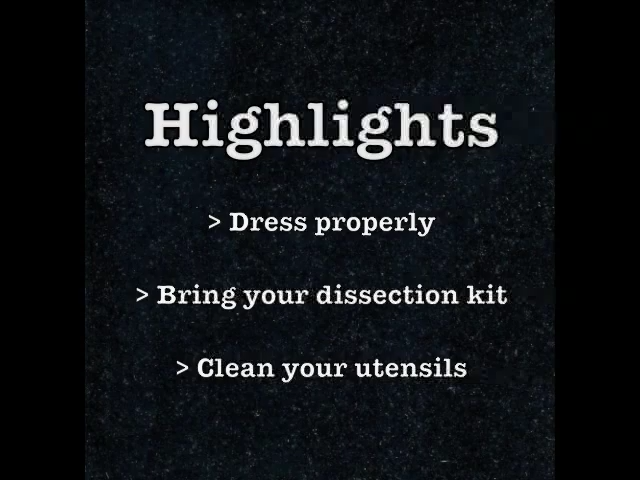 Highlights
> Dress properly
> Bring your dissection kit
> Clean your utensils